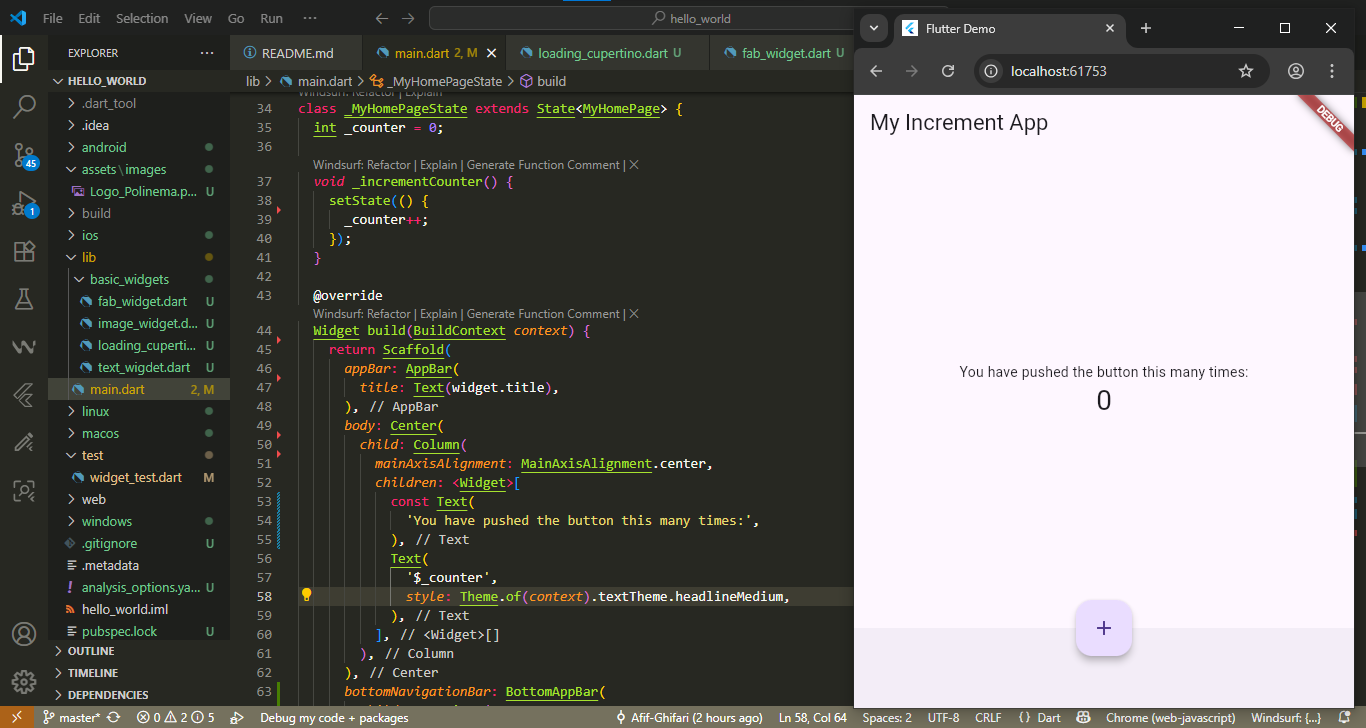 File Edit Selection View Go Run ···
hello_world
EXPLORER ···
HELLO_WORLD
.dart_tool
.idea
android
assets\images
Logo_Polinema.p... U
build
ios
lib
basic_widgets
fab_widget.dart U
image_widget.d... U
loading_cuperti... U
text_wigdet.dart U
main.dart 2, M
linux
macos
test
widget_test.dart M
web
windows
.gitignore U
.metadata
analysis_options.ya... U
hello_world.iml
pubspec.lock U
OUTLINE
TIMELINE
DEPENDENCIES
45
1
README.md
main.dart 2, M
loading_cupertino.dart U
fab_widget.dart U
lib > main.dart > _MyHomePageState > build
Windsurf: Refactor | Explain
34 class _MyHomePageState extends State<MyHomePage> {
35 int _counter = 0;
36
Windsurf: Refactor | Explain | Generate Function Comment | ×
37 void _incrementCounter() {
38 setState(() {
39 _counter++;
40 });
41 }
42
43 @override
Windsurf: Refactor | Explain | Generate Function Comment | ×
44 Widget build(BuildContext context) {
45 return Scaffold(
46 appBar: AppBar(
47 title: Text(widget.title),
48 ), // AppBar
49 body: Center(
50 child: Column(
51 mainAxisAlignment: MainAxisAlignment.center,
52 children: <Widget>[
53 const Text(
54 'You have pushed the button this many times:',
55 ), // Text
56 Text(
57 '$_counter',
58 style: Theme.of(context).textTheme.headlineMedium,
59 ), // Text
60 ], // <Widget>[]
61 ), // Column
62 ), // Center
63 bottomNavigationBar: BottomAppBar(
Flutter Demo
localhost:61753
My Increment App
DEBUG
You have pushed the button this many times:
0
+
master* 0 2 5 Debug my code + packages Afif-Ghifari (2 hours ago) Ln 58, Col 64 Spaces: 2 UTF-8 CRLF {} Dart Chrome (web-javascript) Windsurf: {...}